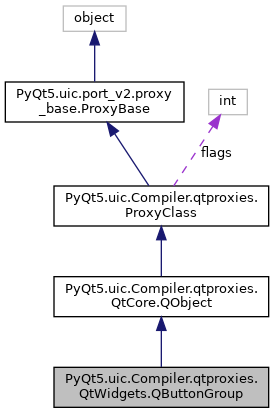 object
PyQt5.uic.port_v2.proxy
_base.ProxyBase
int
flags
PyQt5.uic.Compiler.qtproxies.
ProxyClass
PyQt5.uic.Compiler.qtproxies.
QtCore.QObject
PyQt5.uic.Compiler.qtproxies.
QtWidgets.QButtonGroup